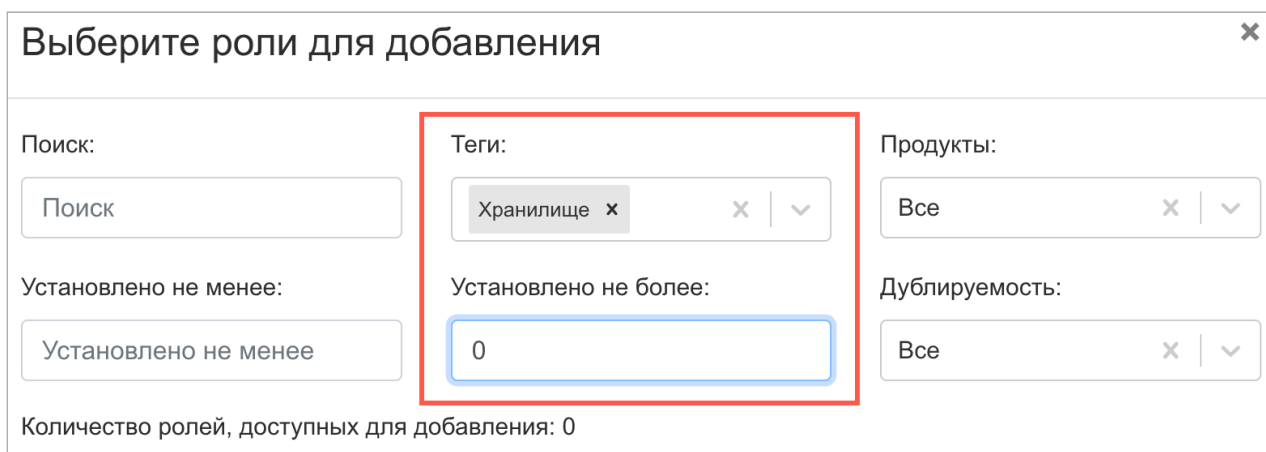 Выберите роли для добавления
Поиск: Теги: Продукты:
Поиск Хранилище Все
Установлено не менее: Установлено не более: Дублируемость:
Установлено не менее 0 Все
Количество ролей, доступных для добавления: 0